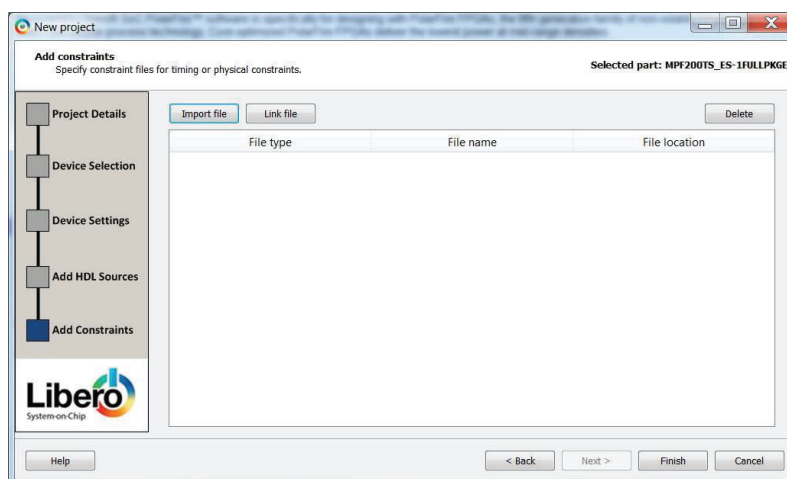 New project
Add constraints
Specify constraint files for timing or physical constraints.
Selected part: MPF200TS_ES-1FULLPKGE
Project Details
Device Selection
Device Settings
Add HDL Sources
Add Constraints
Import file
Link file
Delete
File type
File name
File location
Libero
System-on-Chip
Help
< Back
Next >
Finish
Cancel